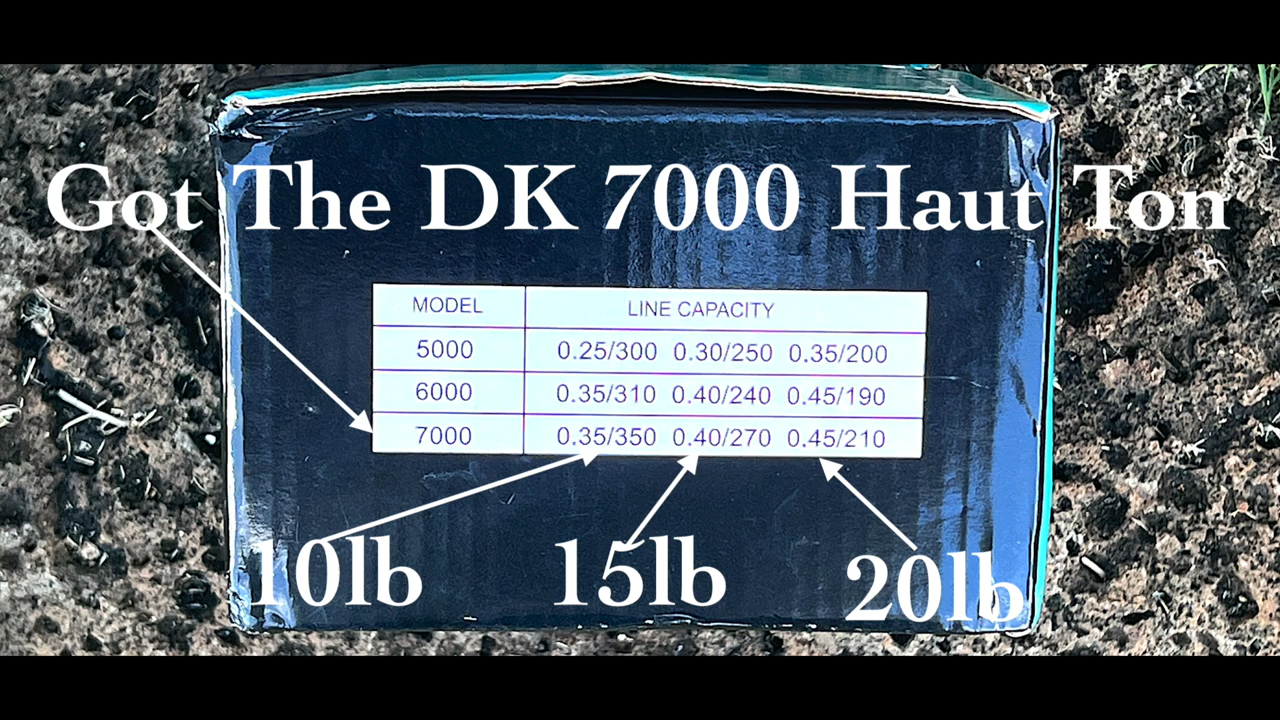 Got The DK 7000 Haut Ton
MODEL LINE CAPACITY
5000 0.25/300 0.30/250 0.35/200
6000 0.35/310 0.40/240 0.45/190
7000 0.35/350 0.40/270 0.45/210
10lb 15lb 20lb